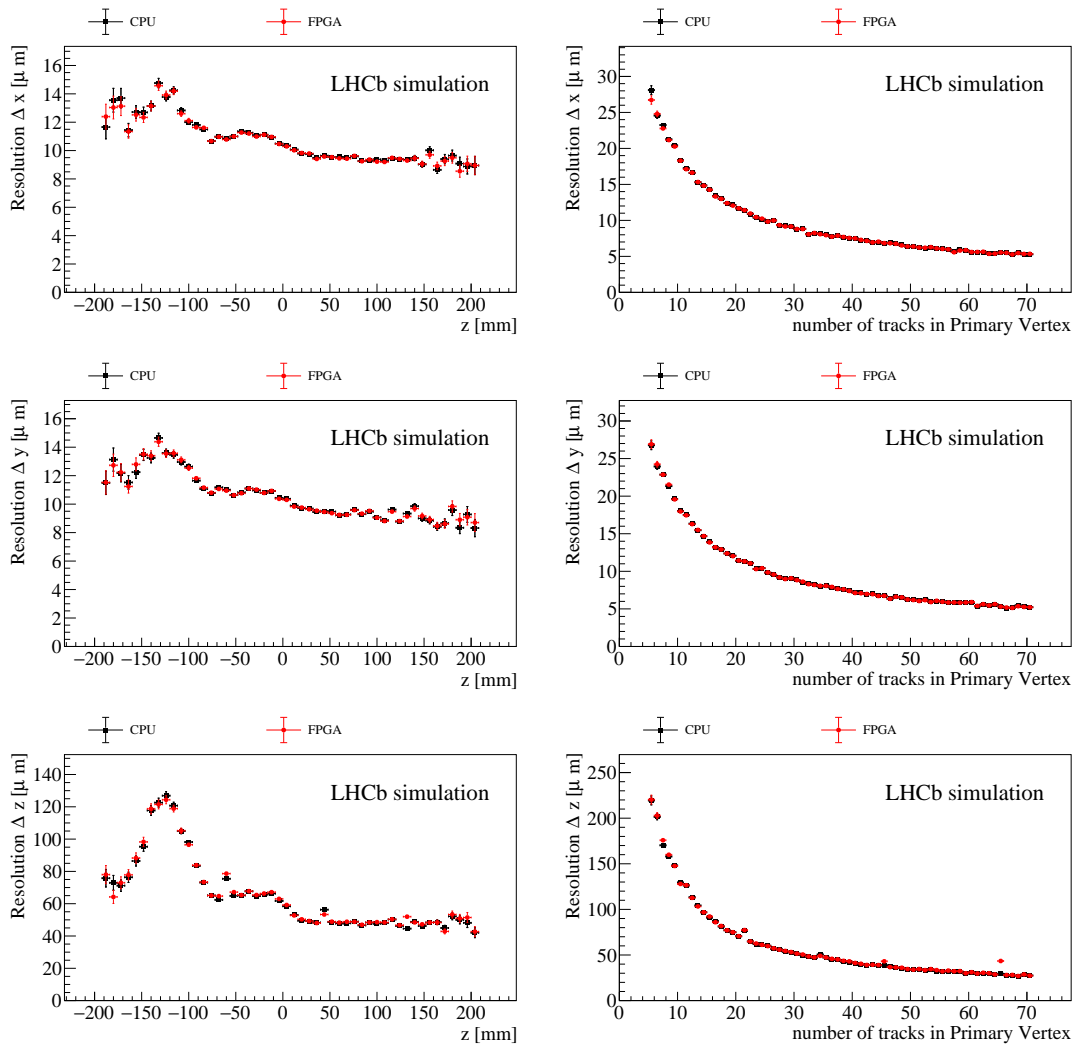 CPU FPGA
Resolution Δ x [μ m]
LHCb simulation
16
14
12
10
8
6
4
2
0
−200 −150 −100 −50 0 50 100 150 200
z [mm]
CPU FPGA
Resolution Δ x [μ m]
LHCb simulation
30
25
20
15
10
5
0
0 10 20 30 40 50 60 70
number of tracks in Primary Vertex
CPU FPGA
Resolution Δ y [μ m]
LHCb simulation
16
14
12
10
8
6
4
2
0
−200 −150 −100 −50 0 50 100 150 200
z [mm]
CPU FPGA
Resolution Δ y [μ m]
LHCb simulation
30
25
20
15
10
5
0
0 10 20 30 40 50 60 70
number of tracks in Primary Vertex
CPU FPGA
Resolution Δ z [μ m]
LHCb simulation
140
120
100
80
60
40
20
0
−200 −150 −100 −50 0 50 100 150 200
z [mm]
CPU FPGA
Resolution Δ z [μ m]
LHCb simulation
250
200
150
100
50
0
0 10 20 30 40 50 60 70
number of tracks in Primary Vertex